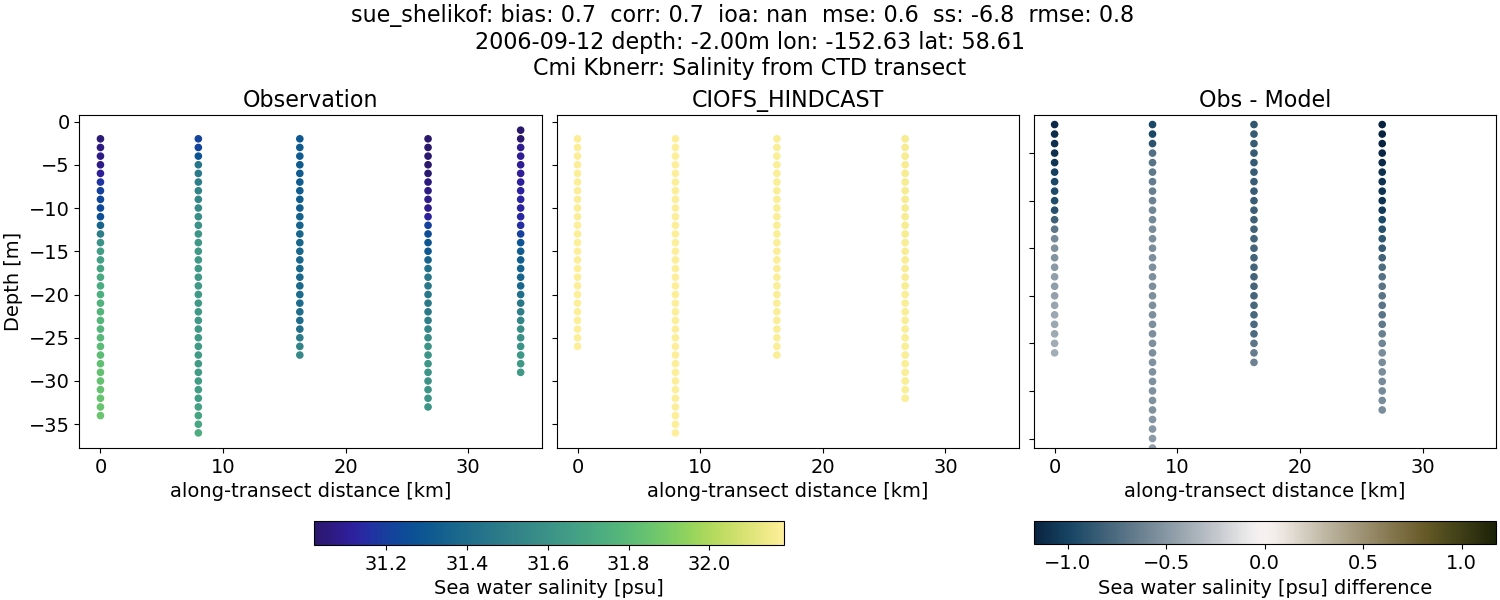 sue_shelikof: bias: 0.7  corr: 0.7  ioa: nan  mse: 0.6  ss: -6.8  rmse: 0.8
2006-09-12 depth: -2.00m lon: -152.63 lat: 58.61
Cmi Kbnerr: Salinity from CTD transect
Observation
CIOFS_HINDCAST
Obs - Model
Depth [m]
0
−5
−10
−15
−20
−25
−30
−35
0 10 20 30
0 10 20 30
0 10 20 30
along-transect distance [km]
along-transect distance [km]
along-transect distance [km]
31.2 31.4 31.6 31.8 32.0
Sea water salinity [psu]
−1.0 −0.5 0.0 0.5 1.0
Sea water salinity [psu] difference